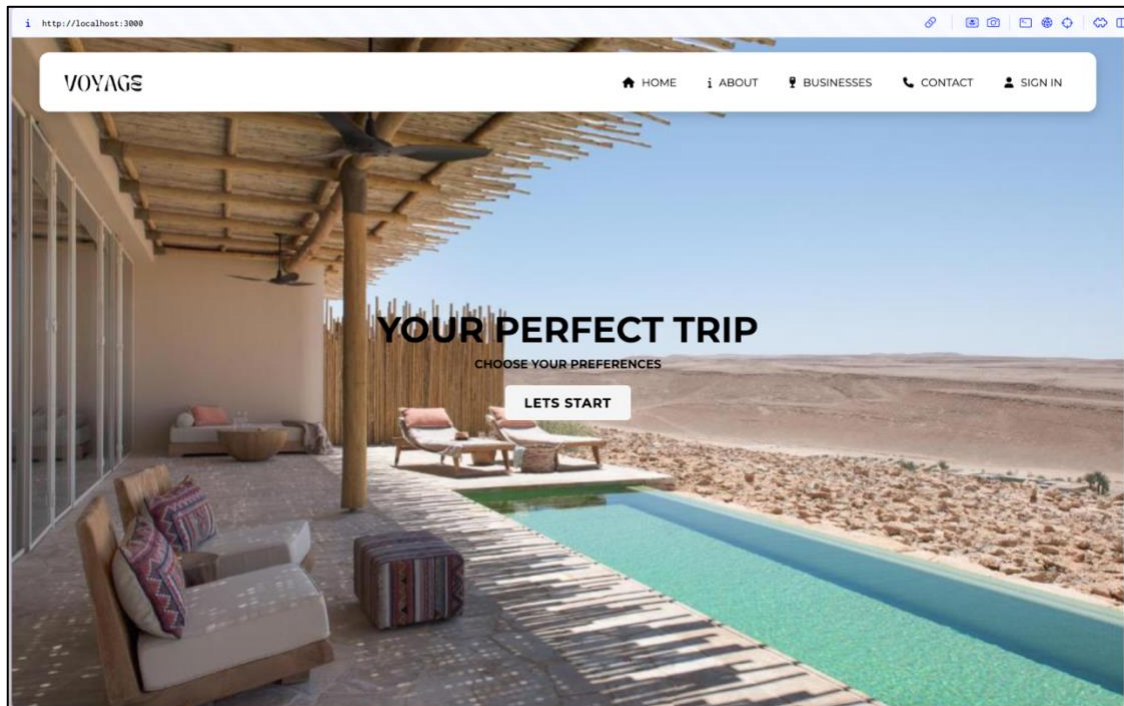 i http://localhost:3000
VOYAGE
HOME i ABOUT BUSINESSES CONTACT SIGN IN
YOUR PERFECT TRIP
CHOOSE YOUR PREFERENCES
LETS START